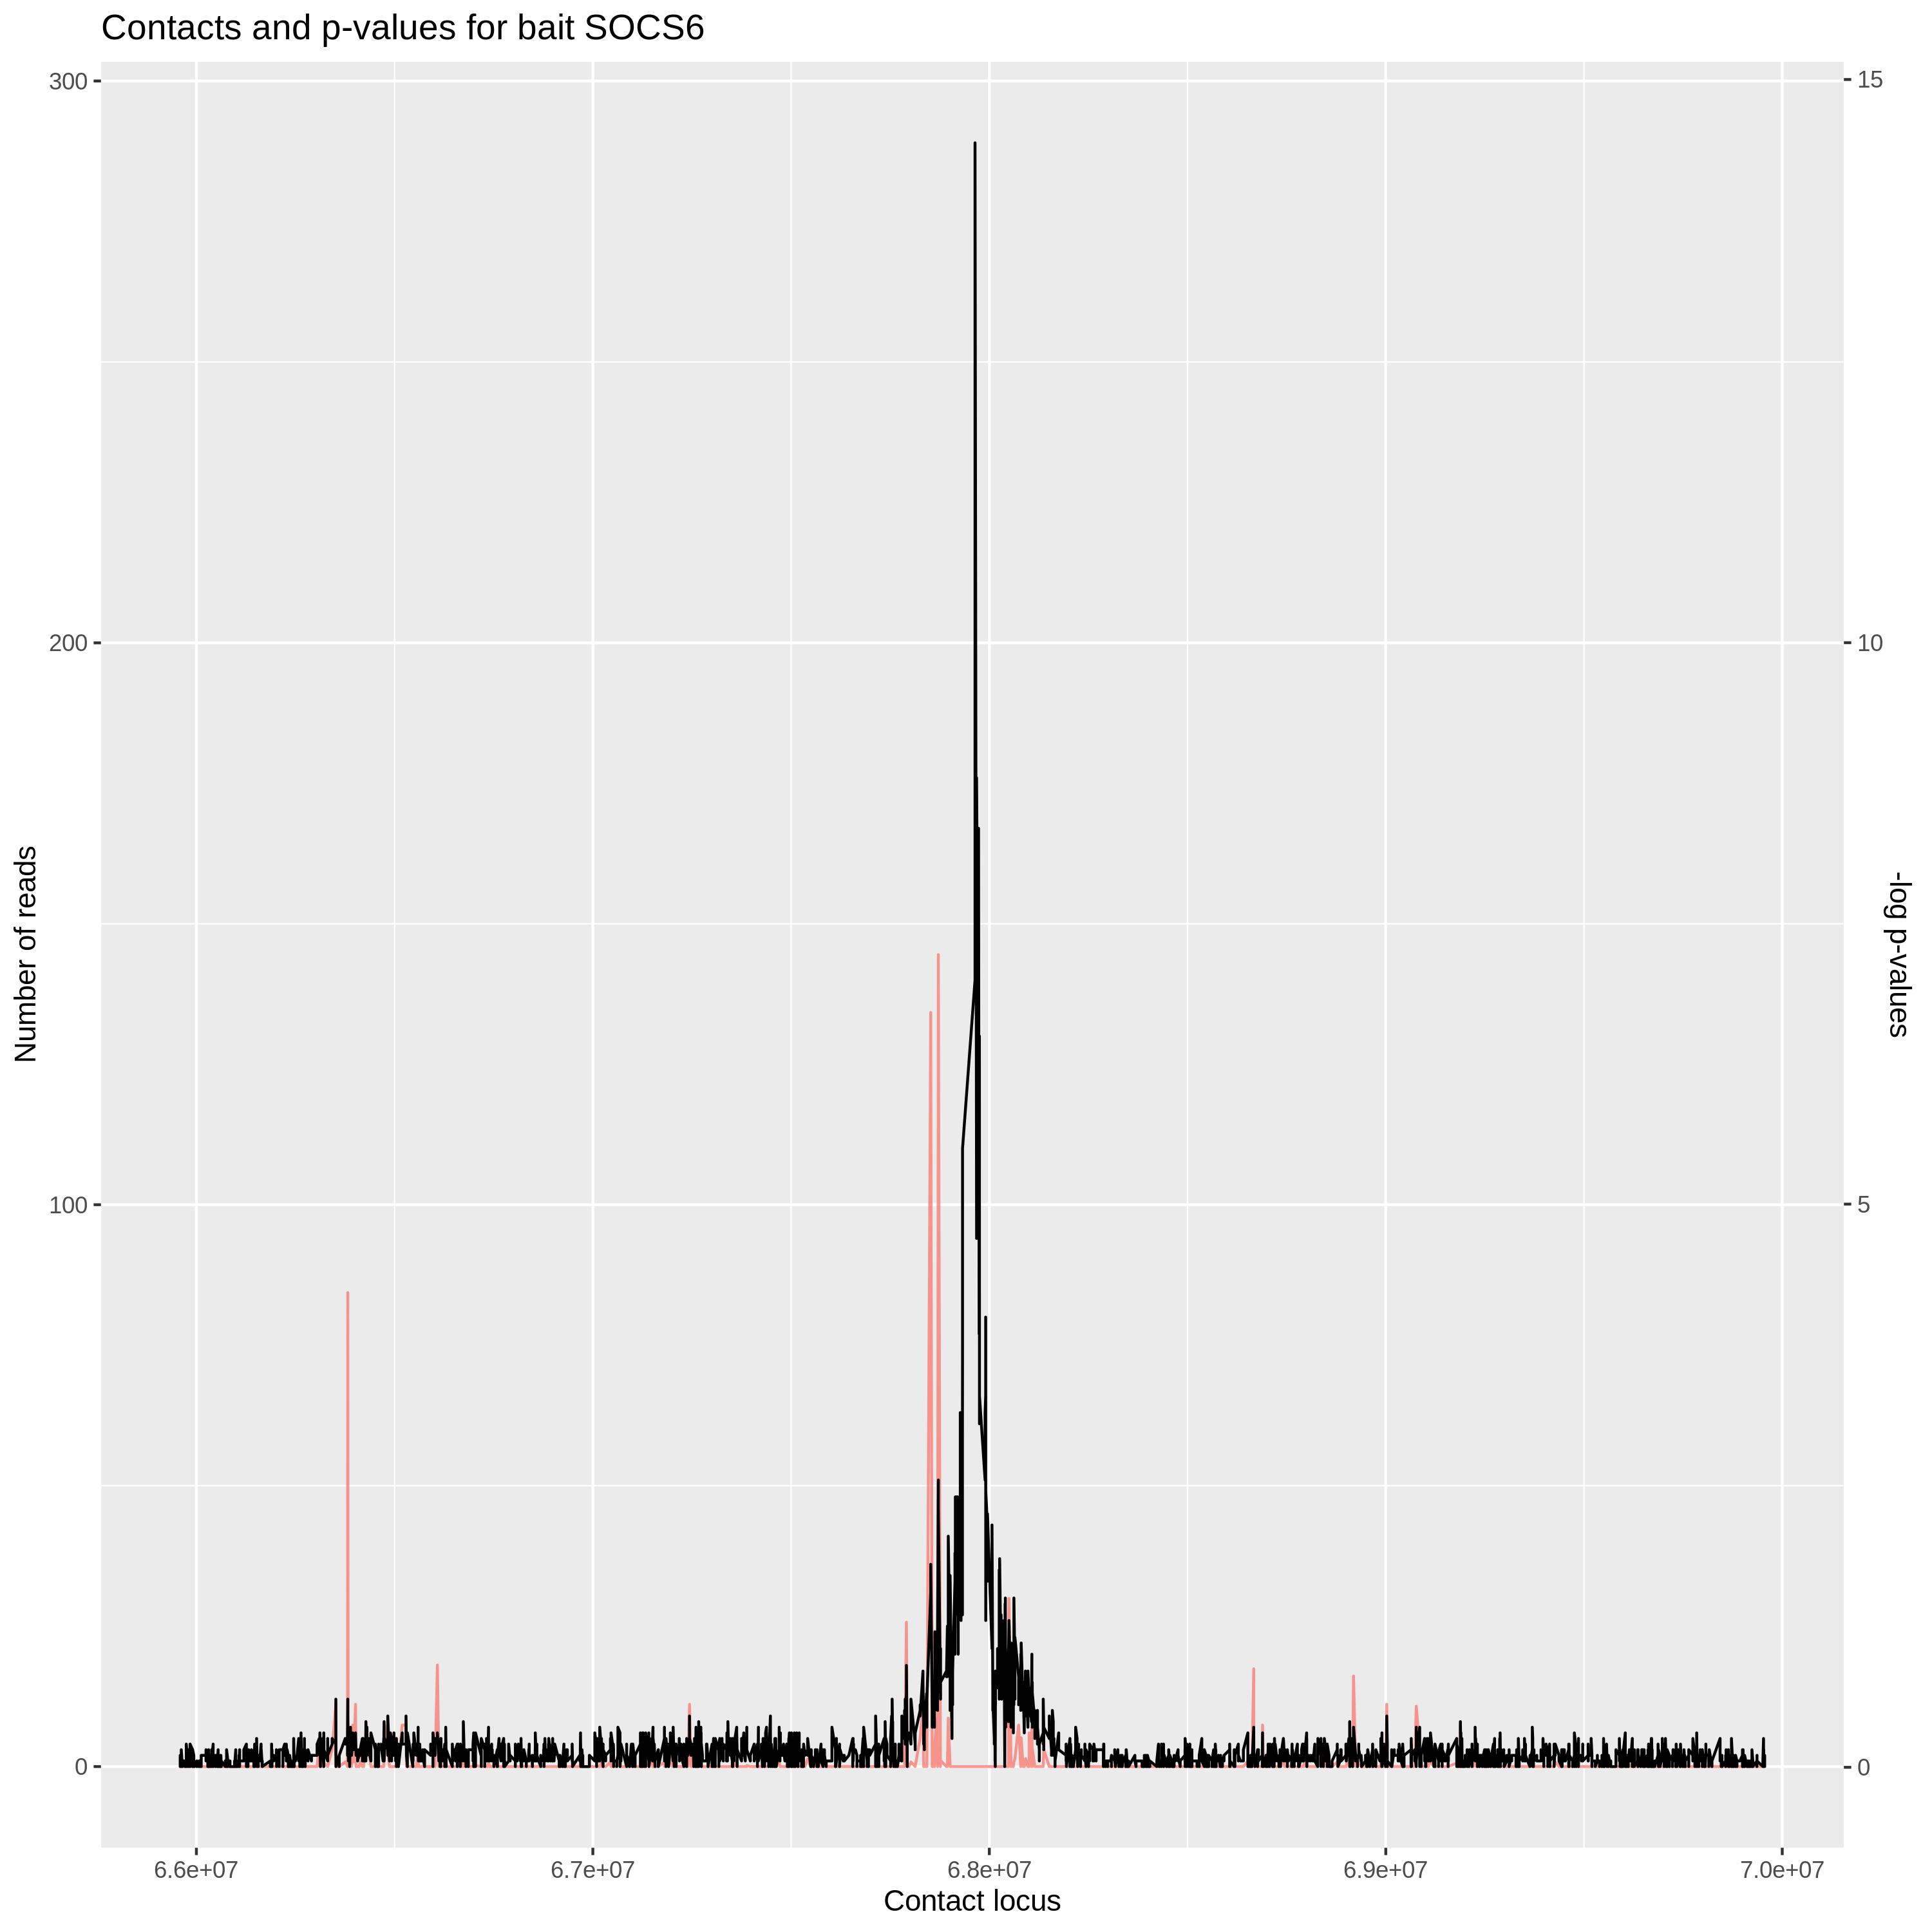 Contacts and p-values for bait SOCS6
300
200
100
0
Number of reads
15
10
5
0
-log p-values
6.6e+07
6.7e+07
6.8e+07
6.9e+07
7.0e+07
Contact locus